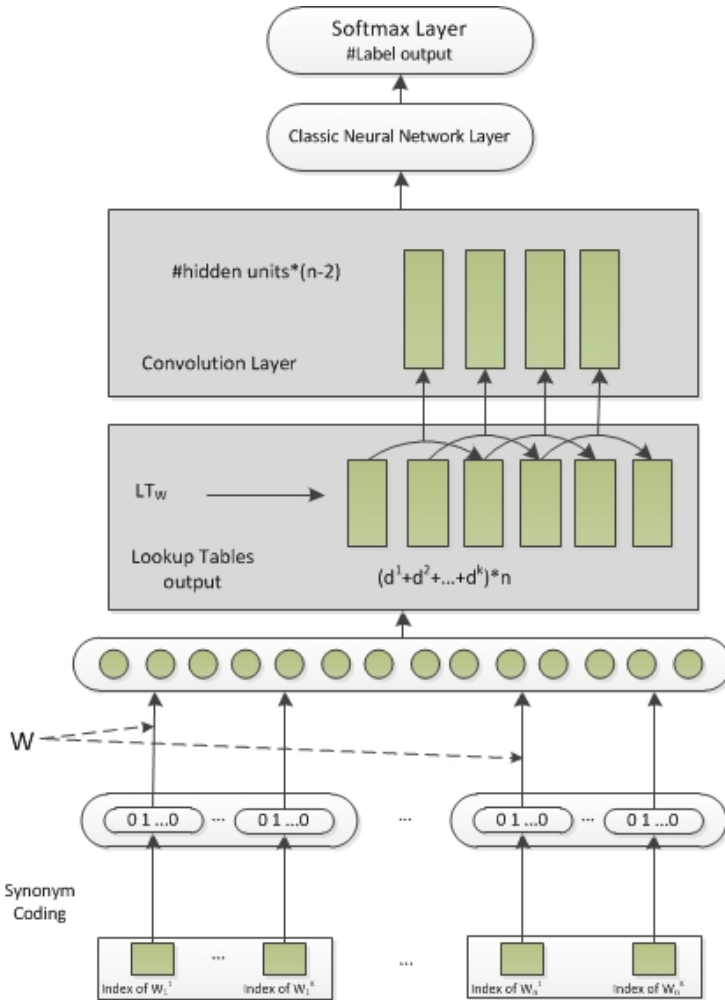 Softmax Layer
#Label output
Classic Neural Network Layer
#hidden units*(n-2)
Convolution Layer
LT_W
Lookup Tables
output
(d¹+d²+...+dᵏ)*n
W
0 1 ...0 ... 0 1 ...0 ... 0 1 ...0 ... 0 1 ...0
Synonym
Coding
... ... ...
Index of W₁¹ Index of W₁ᴷ Index of Wₙ¹ Index of Wₙᴷ